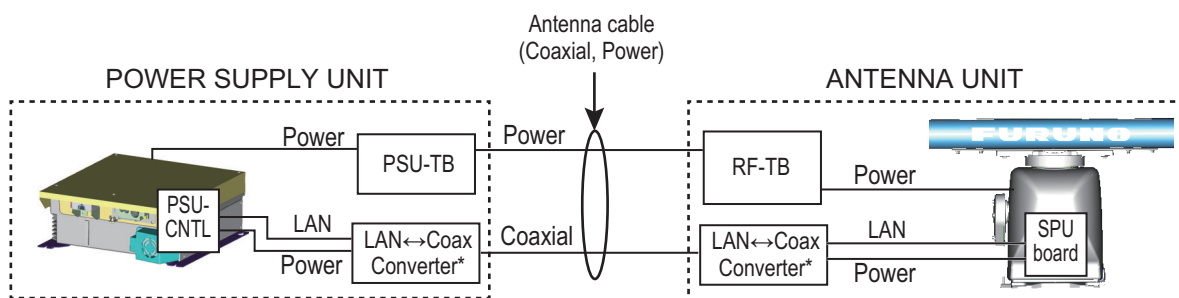 Antenna cable
(Coaxial, Power)
POWER SUPPLY UNIT
ANTENNA UNIT
Power
PSU-TB
Power
RF-TB
Power
FURUNO
PSU-
CNTL
LAN
Power
LAN↔Coax
Converter*
Coaxial
LAN↔Coax
Converter*
LAN
Power
SPU
board